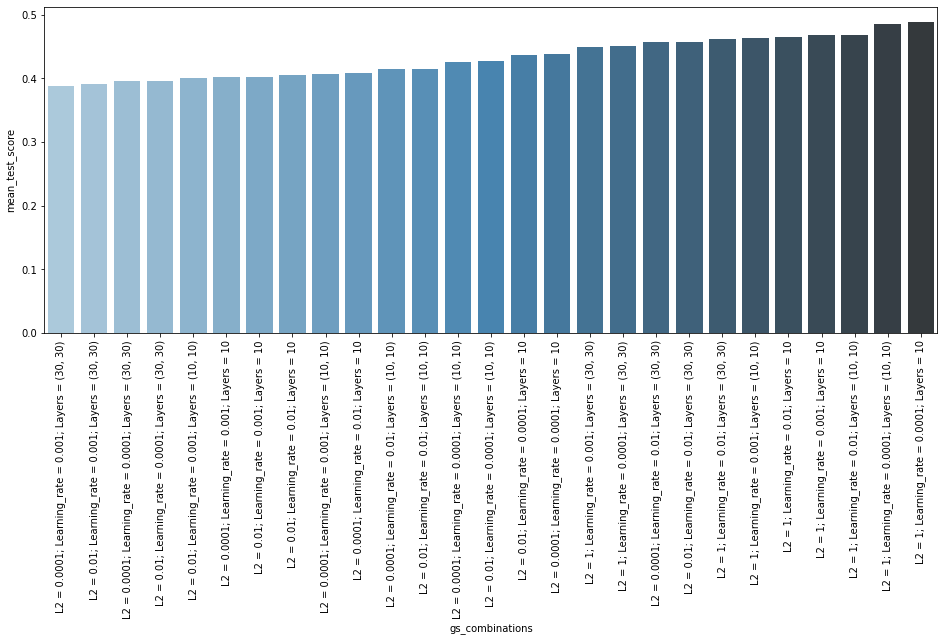 0.5
0.4
0.3
0.2
0.1
0.0
mean_test_score
L2 = 0.0001; Learning_rate = 0.001; Layers = (30, 30)
L2 = 0.01; Learning_rate = 0.001; Layers = (30, 30)
L2 = 0.0001; Learning_rate = 0.0001; Layers = (30, 30)
L2 = 0.01; Learning_rate = 0.0001; Layers = (30, 30)
L2 = 0.01; Learning_rate = 0.001; Layers = (10, 10)
L2 = 0.0001; Learning_rate = 0.001; Layers = 10
L2 = 0.01; Learning_rate = 0.001; Layers = 10
L2 = 0.01; Learning_rate = 0.01; Layers = 10
L2 = 0.0001; Learning_rate = 0.001; Layers = (10, 10)
L2 = 0.0001; Learning_rate = 0.01; Layers = 10
L2 = 0.0001; Learning_rate = 0.01; Layers = (10, 10)
L2 = 0.01; Learning_rate = 0.01; Layers = (10, 10)
L2 = 0.0001; Learning_rate = 0.0001; Layers = (10, 10)
L2 = 0.01; Learning_rate = 0.0001; Layers = (10, 10)
L2 = 0.01; Learning_rate = 0.0001; Layers = 10
L2 = 0.0001; Learning_rate = 0.0001; Layers = 10
L2 = 1; Learning_rate = 0.001; Layers = (30, 30)
L2 = 1; Learning_rate = 0.0001; Layers = (30, 30)
L2 = 0.0001; Learning_rate = 0.01; Layers = (30, 30)
L2 = 0.01; Learning_rate = 0.01; Layers = (30, 30)
L2 = 1; Learning_rate = 0.01; Layers = (30, 30)
L2 = 1; Learning_rate = 0.001; Layers = (10, 10)
L2 = 1; Learning_rate = 0.01; Layers = 10
L2 = 1; Learning_rate = 0.001; Layers = 10
L2 = 1; Learning_rate = 0.01; Layers = (10, 10)
L2 = 1; Learning_rate = 0.0001; Layers = (10, 10)
L2 = 1; Learning_rate = 0.0001; Layers = 10
gs_combinations